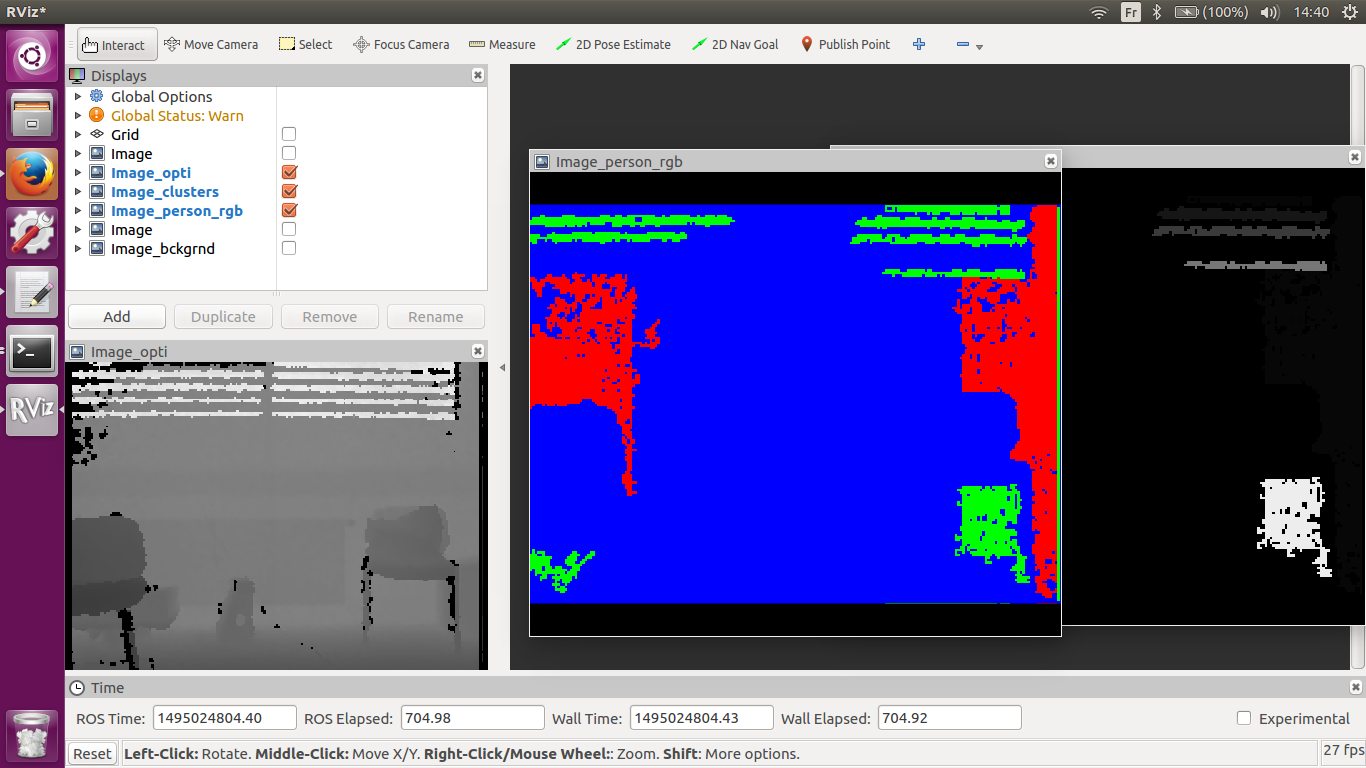 RViz*
Fr
(100%)
14:40
Interact
Move Camera
Select
Focus Camera
Measure
2D Pose Estimate
2D Nav Goal
Publish Point
Displays
Global Options
Global Status: Warn
Grid
Image
Image_opti
Image_clusters
Image_person_rgb
Image
Image_bckgrnd
Add
Duplicate
Remove
Rename
Image_opti
Image_person_rgb
>_
RViz
Time
ROS Time: 1495024804.40 ROS Elapsed: 704.98 Wall Time: 1495024804.43 Wall Elapsed: 704.92 Experimental
Reset Left-Click: Rotate. Middle-Click: Move X/Y. Right-Click/Mouse Wheel:: Zoom. Shift: More options. 27 fps